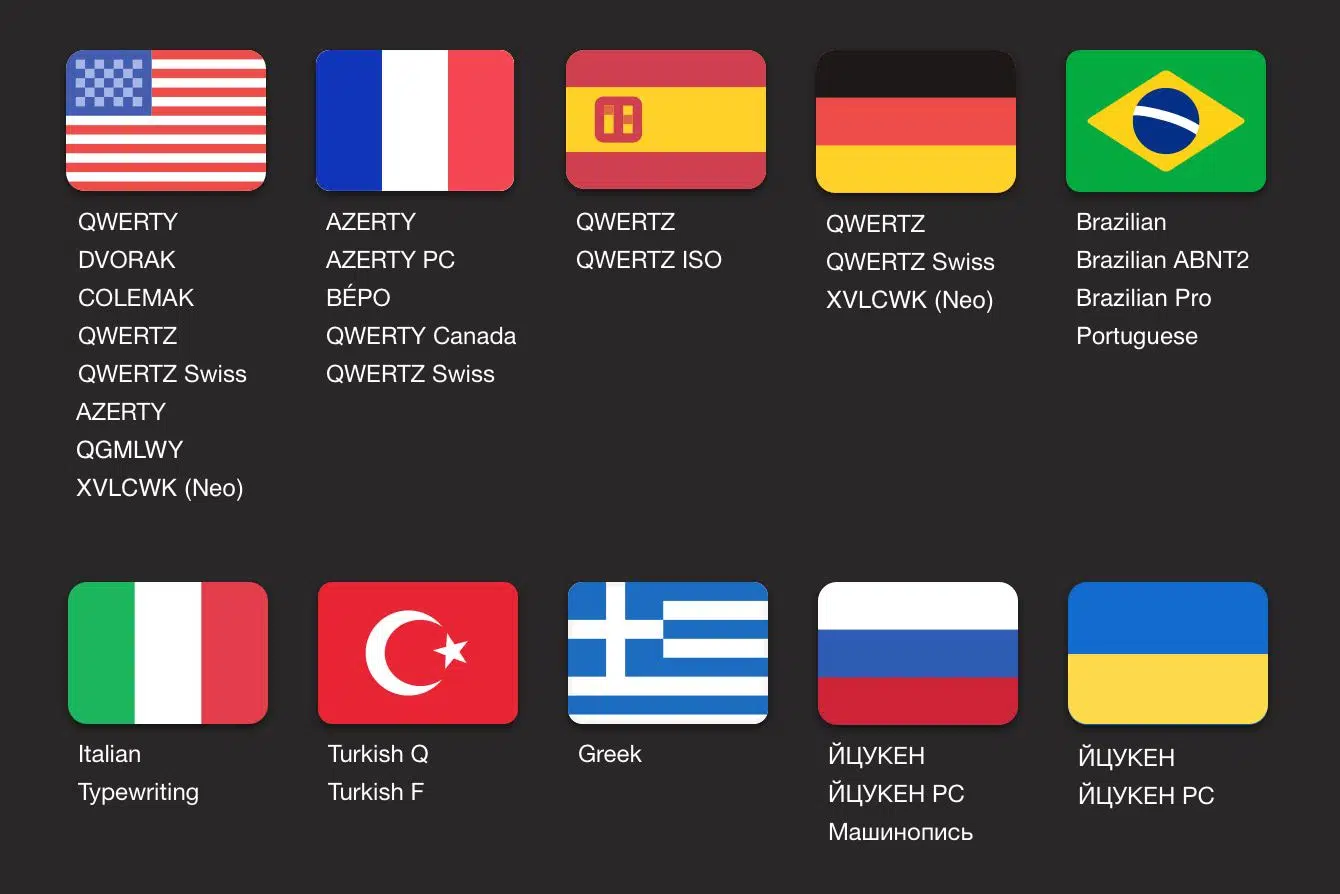 QWERTY
DVORAK
COLEMAK
QWERTZ
QWERTZ Swiss
AZERTY
QGMLWY
XVLCWK (Neo)
AZERTY
AZERTY PC
BÉPO
QWERTY Canada
QWERTZ Swiss
QWERTZ
QWERTZ ISO
QWERTZ
QWERTZ Swiss
XVLCWK (Neo)
Brazilian
Brazilian ABNT2
Brazilian Pro
Portuguese
Italian
Typewriting
Turkish Q
Turkish F
Greek
ЙЦУКЕН
ЙЦУКЕН PC
Машинопись
ЙЦУКЕН
ЙЦУКЕН PC